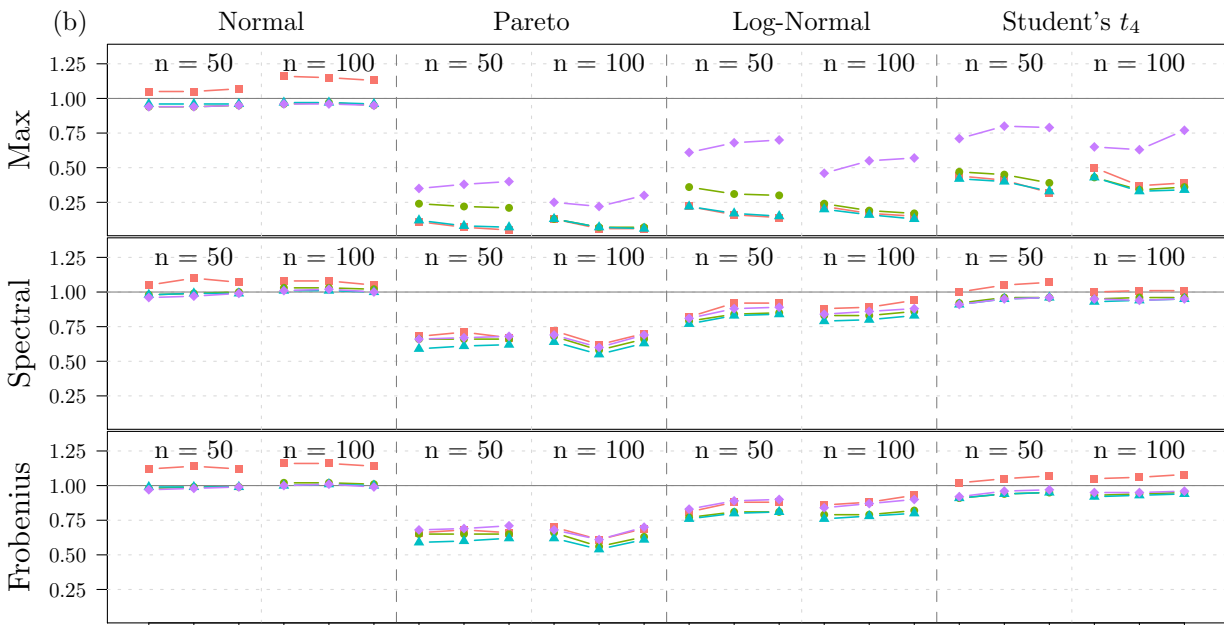 (b) Normal Pareto Log-Normal Student's t₄
Max
1.25
1.00
0.75
0.50
0.25
n = 50 n = 100 n = 50 n = 100 n = 50 n = 100 n = 50 n = 100
Spectral
1.25
1.00
0.75
0.50
0.25
n = 50 n = 100 n = 50 n = 100 n = 50 n = 100 n = 50 n = 100
Frobenius
1.25
1.00
0.75
0.50
0.25
n = 50 n = 100 n = 50 n = 100 n = 50 n = 100 n = 50 n = 100